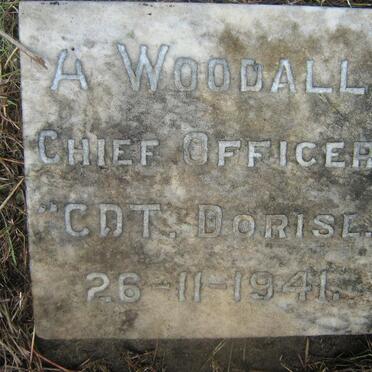 A WOODALL
CHIEF OFFICER
"CDT. DORISE.
26-11-1941.